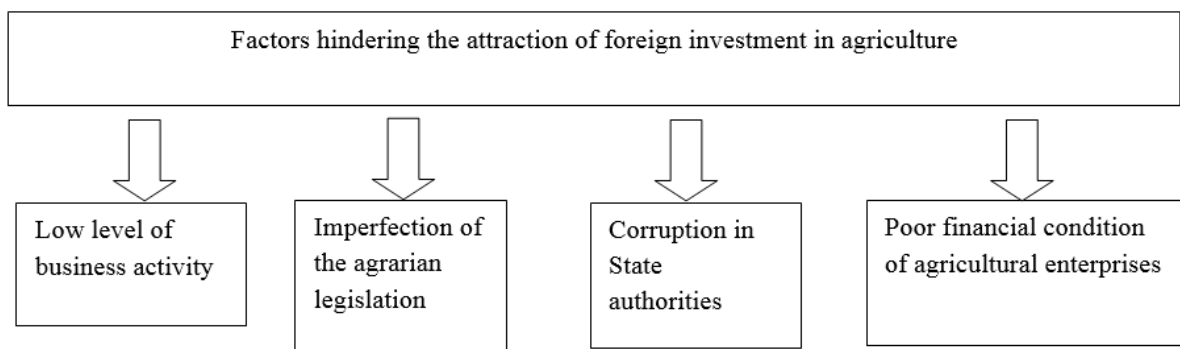 Factors hindering the attraction of foreign investment in agriculture
Low level of
business activity
Imperfection of
the agrarian
legislation
Corruption in
State
authorities
Poor financial condition
of agricultural enterprises